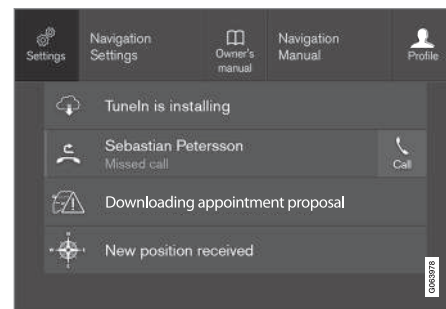 Settings
Navigation
Settings
Owner's
manual
Navigation
Manual
Profile
TuneIn is installing
Sebastian Petersson
Missed call
Call
Downloading appointment proposal
New position received
G063978